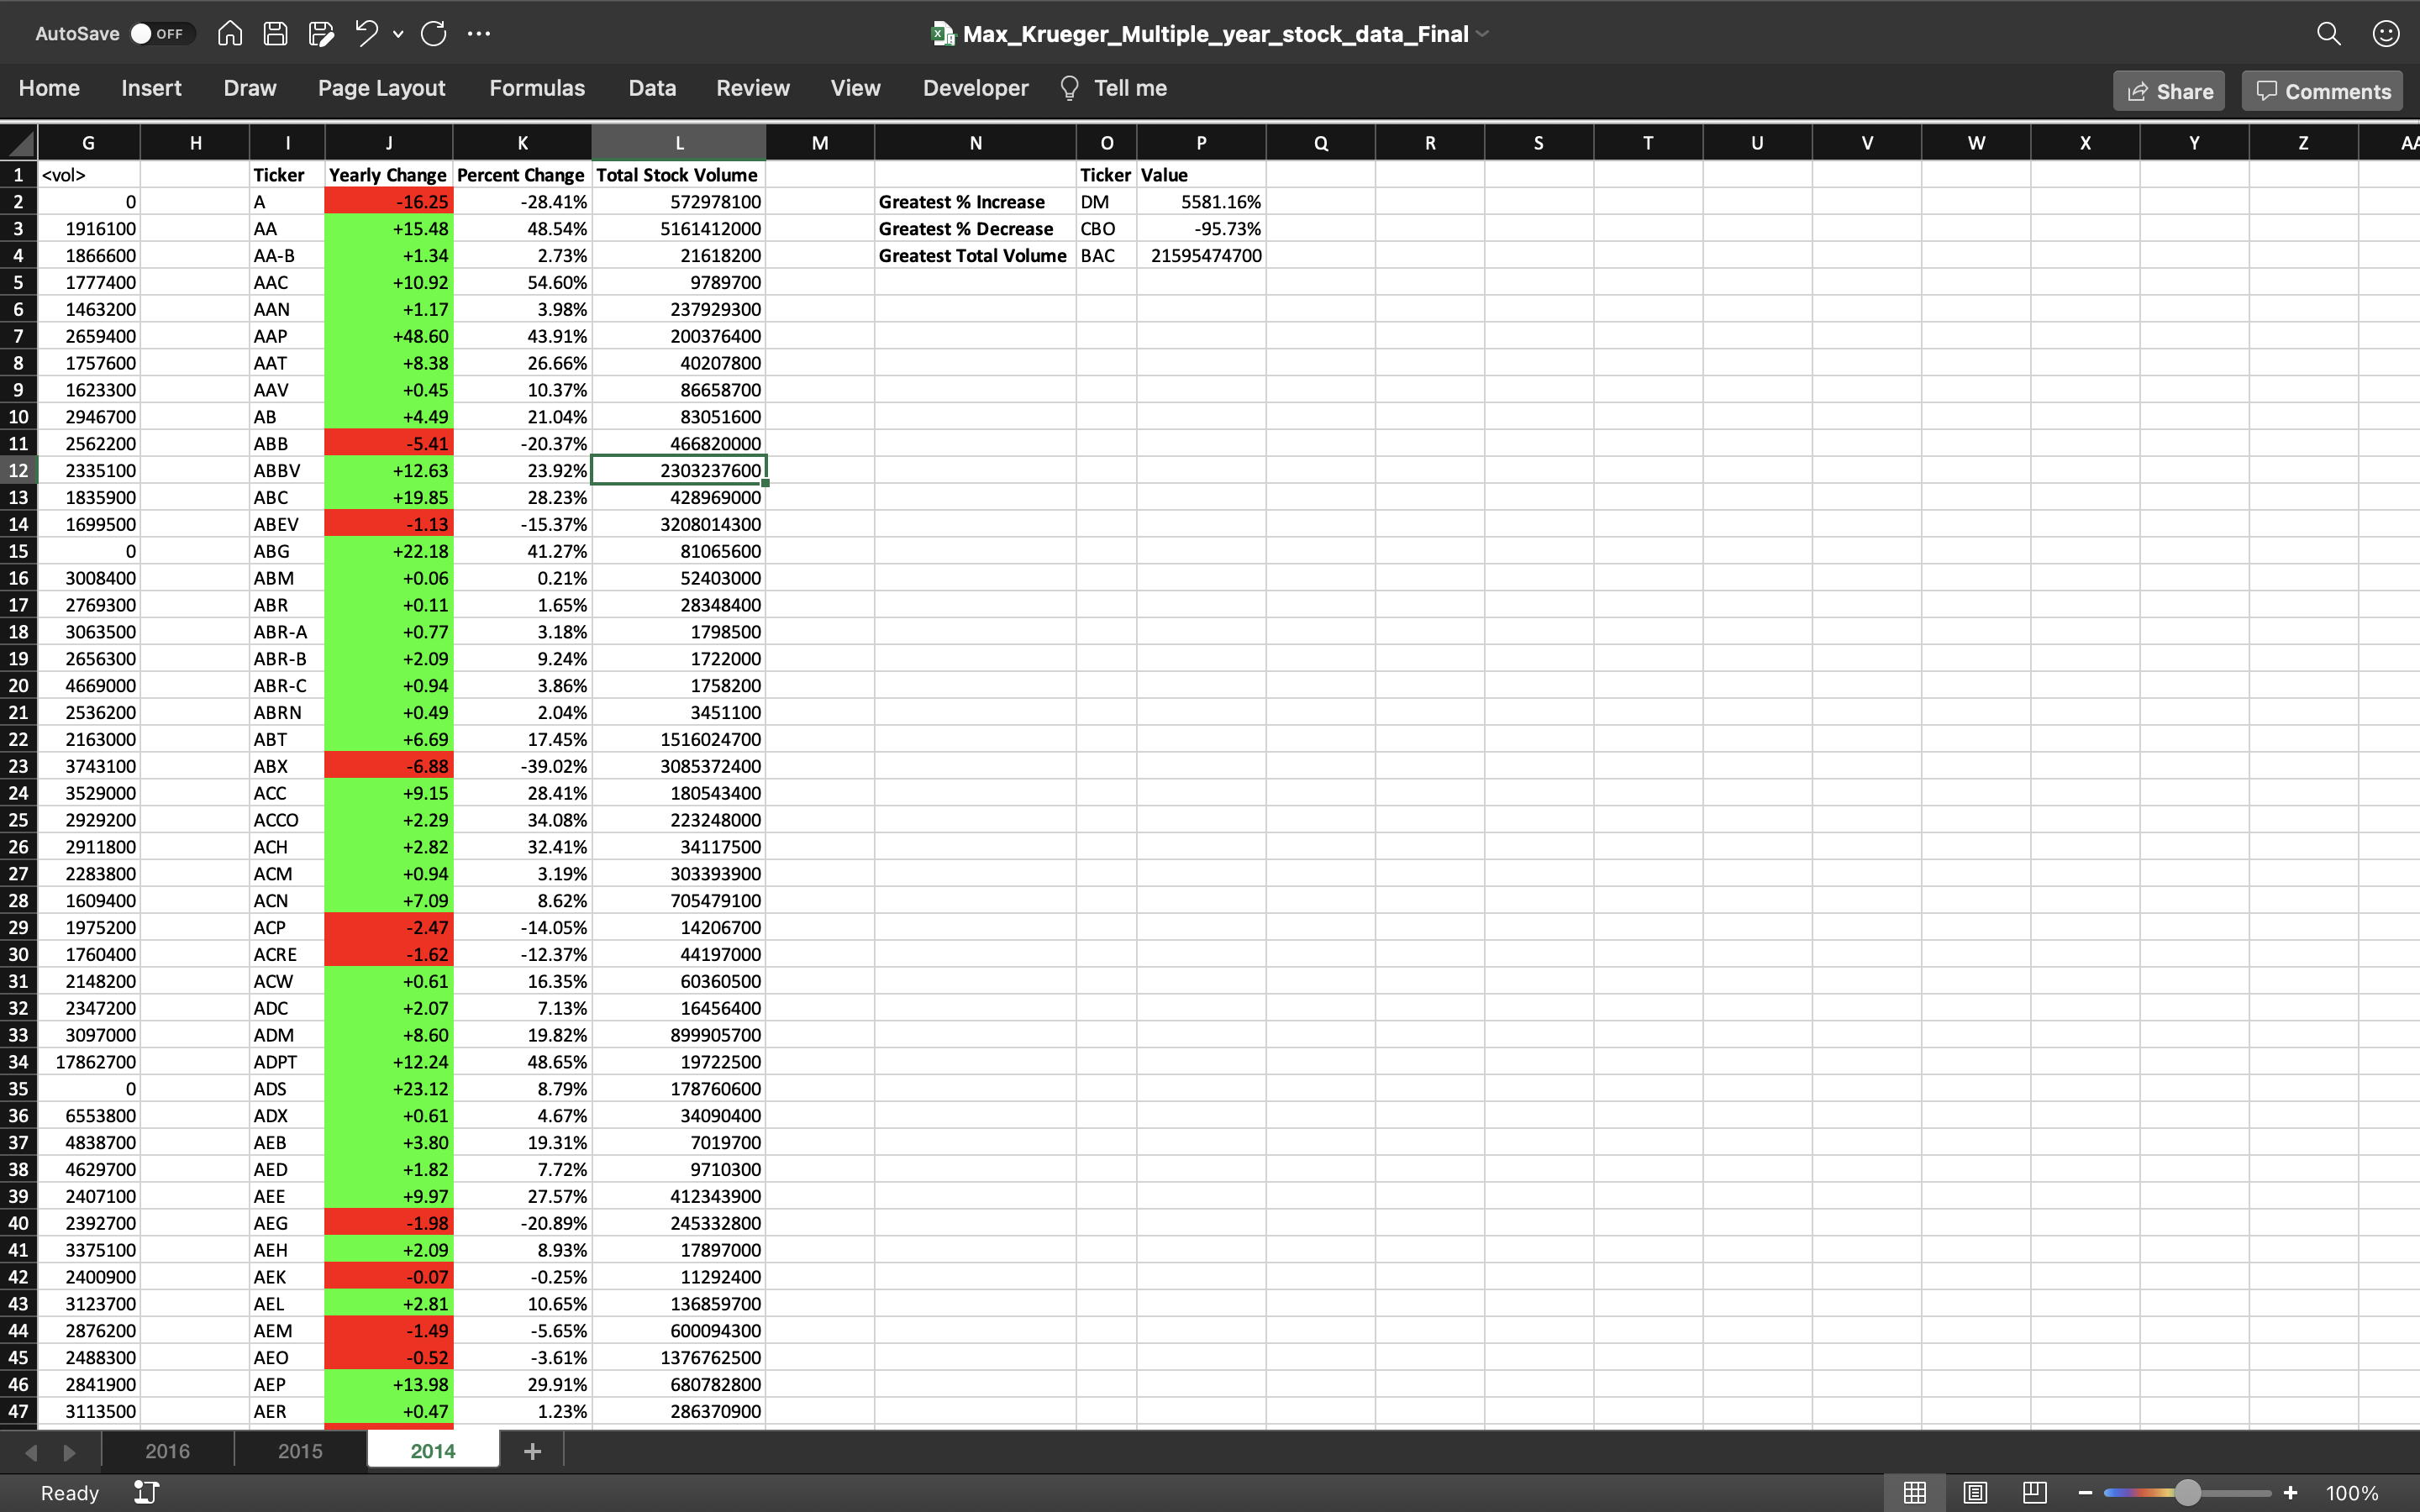 AutoSave OFF Max_Krueger_Multiple_year_stock_data_Final
Home Insert Draw Page Layout Formulas Data Review View Developer Tell me Share Comments
G H I J K L M N O P Q R S T U V W X Y Z AA
1 <vol> Ticker Yearly Change Percent Change Total Stock Volume Ticker Value
2 0 A -16.25 -28.41% 572978100 Greatest % Increase DM 5581.16%
3 1916100 AA +15.48 48.54% 5161412000 Greatest % Decrease CBO -95.73%
4 1866600 AA-B +1.34 2.73% 21618200 Greatest Total Volume BAC 21595474700
5 1777400 AAC +10.92 54.60% 9789700
6 1463200 AAN +1.17 3.98% 237929300
7 2659400 AAP +48.60 43.91% 200376400
8 1757600 AAT +8.38 26.66% 40207800
9 1623300 AAV +0.45 10.37% 86658700
10 2946700 AB +4.49 21.04% 83051600
11 2562200 ABB -5.41 -20.37% 466820000
12 2335100 ABBV +12.63 23.92% 2303237600
13 1835900 ABC +19.85 28.23% 428969000
14 1699500 ABEV -1.13 -15.37% 3208014300
15 0 ABG +22.18 41.27% 81065600
16 3008400 ABM +0.06 0.21% 52403000
17 2769300 ABR +0.11 1.65% 28348400
18 3063500 ABR-A +0.77 3.18% 1798500
19 2656300 ABR-B +2.09 9.24% 1722000
20 4669000 ABR-C +0.94 3.86% 1758200
21 2536200 ABRN +0.49 2.04% 3451100
22 2163000 ABT +6.69 17.45% 1516024700
23 3743100 ABX -6.88 -39.02% 3085372400
24 3529000 ACC +9.15 28.41% 180543400
25 2929200 ACCO +2.29 34.08% 223248000
26 2911800 ACH +2.82 32.41% 34117500
27 2283800 ACM +0.94 3.19% 303393900
28 1609400 ACN +7.09 8.62% 705479100
29 1975200 ACP -2.47 -14.05% 14206700
30 1760400 ACRE -1.62 -12.37% 44197000
31 2148200 ACW +0.61 16.35% 60360500
32 2347200 ADC +2.07 7.13% 16456400
33 3097000 ADM +8.60 19.82% 899905700
34 17862700 ADPT +12.24 48.65% 19722500
35 0 ADS +23.12 8.79% 178760600
36 6553800 ADX +0.61 4.67% 34090400
37 4838700 AEB +3.80 19.31% 7019700
38 4629700 AED +1.82 7.72% 9710300
39 2407100 AEE +9.97 27.57% 412343900
40 2392700 AEG -1.98 -20.89% 245332800
41 3375100 AEH +2.09 8.93% 17897000
42 2400900 AEK -0.07 -0.25% 11292400
43 3123700 AEL +2.81 10.65% 136859700
44 2876200 AEM -1.49 -5.65% 600094300
45 2488300 AEO -0.52 -3.61% 1376762500
46 2841900 AEP +13.98 29.91% 680782800
47 3113500 AER +0.47 1.23% 286370900
2016 2015 2014 +
Ready 100%